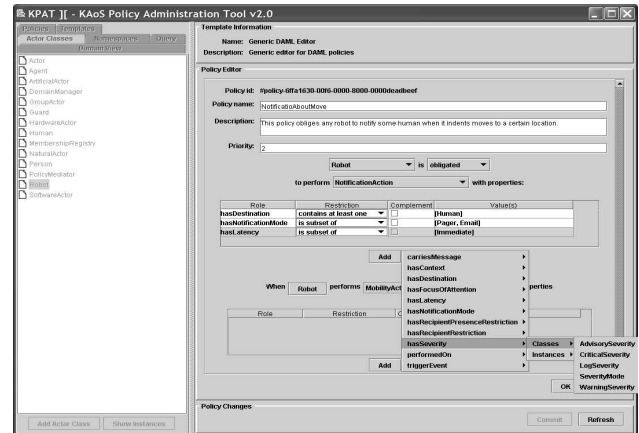 KPAT ][ - KAoS Policy Administration Tool v2.0
Policies Templates
Actor Classes Namespaces Query
Domain View
Actor
Agent
ArtificialActor
DomainManager
GroupActor
Guard
HardwareActor
Human
MembershipRegistry
NaturalActor
Person
PolicyMediator
Robot
SoftwareActor
Add Actor Class Show Instances
Template Information
Name: Generic DAML Editor
Description: Generic editor for DAML policies
Policy Editor
Policy id: #policy-6ffa1630-00f6-0000-8000-0000deadbeef
Policy name: NotificatioAboutMove
Description: This policy obliges any robot to notify some human when it indents moves to a certain location.
Priority: 2
Robot is obligated
to perform NotificationAction with properties:
Role Restriction Complement Value(s)
hasDestination contains at least one [Human]
hasNotificationMode is subset of [Pager, Email]
hasLatency is subset of [Immediate]
Add
carriesMessage
hasContext
hasDestination
hasFocusOfAttention
hasLatency
hasNotificationMode
hasRecipientPresenceRestriction
hasRecipientRestriction
hasSeverity
performedOn
triggerEvent
Classes
Instances
AdvisorySeverity
CriticalSeverity
LogSeverity
SeverityMode
WarningSeverity
When Robot performs MobilityAct perties
Role Restriction C
Add
OK
Policy Changes
Commit Refresh